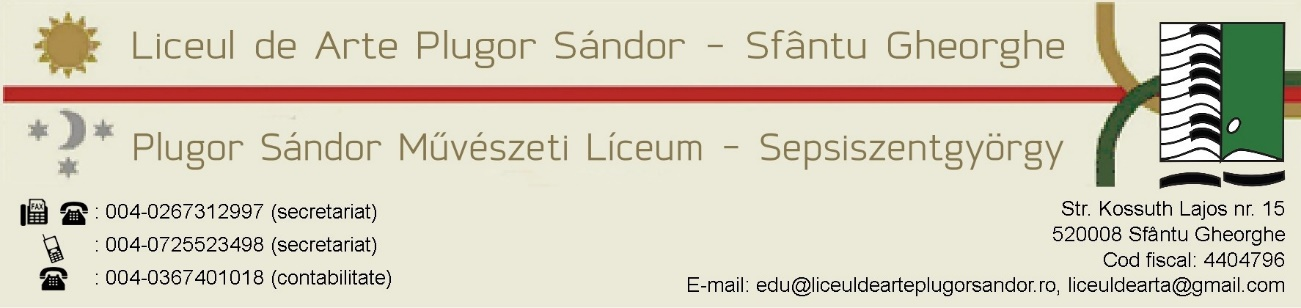 Liceul de Arte Plugor Sándor - Sfântu Gheorghe
Plugor Sándor Művészeti Líceum - Sepsiszentgyörgy
FAX : 004-0267312997 (secretariat)
: 004-0725523498 (secretariat)
: 004-0367401018 (contabilitate)
Str. Kossuth Lajos nr. 15
520008 Sfântu Gheorghe
Cod fiscal: 4404796
E-mail: edu@liceuldearteplugorsandor.ro, liceuldearta@gmail.com